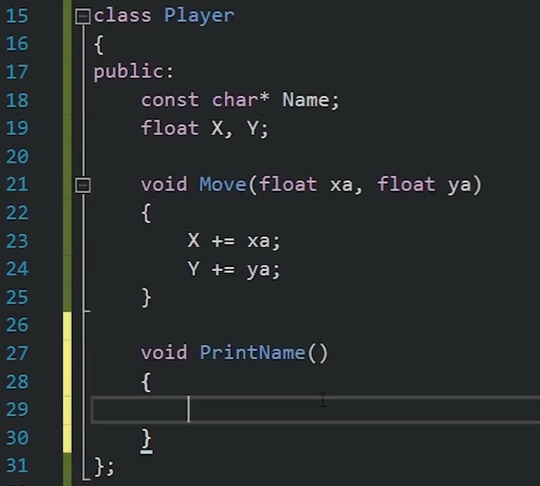 15 class Player
16 {
17 public:
18     const char* Name;
19     float X, Y;
20
21     void Move(float xa, float ya)
22     {
23         X += xa;
24         Y += ya;
25     }
26
27     void PrintName()
28     {
29
30     }
31 };